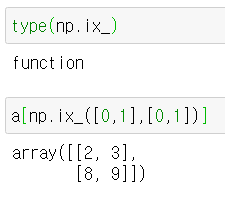 type(np.ix_)
function
a[np.ix_([0,1],[0,1])]
array([[2, 3],
       [8, 9]])